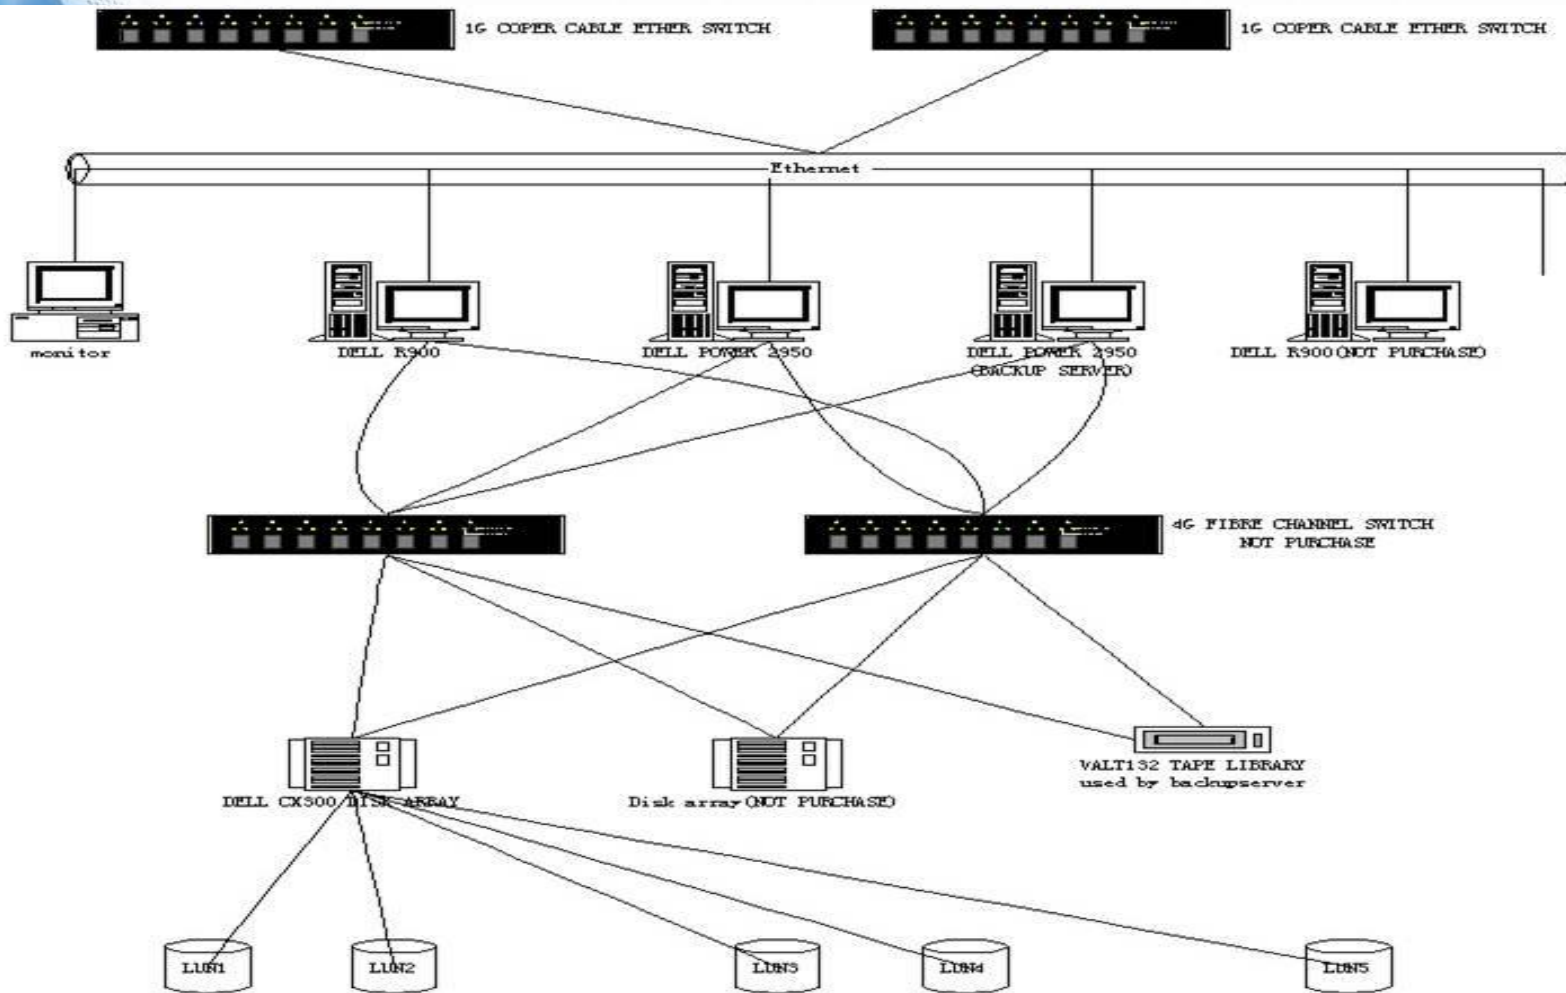 1G COPER CABLE ETHER SWITCH
1G COPER CABLE ETHER SWITCH
Ethernet
monitor
DELL R900
DELL POWER 2950
DELL POWER 2950
(BACKUP SERVER)
DELL R900(NOT PURCHASE)
4G FIBRE CHANNEL SWITCH
NOT PURCHASE
DELL CX300 DISK ARRAY
Disk array(NOT PURCHASE)
VALT132 TAPE LIBRARY
used by backupserver
LUN1
LUN2
LUN3
LUN4
LUN5